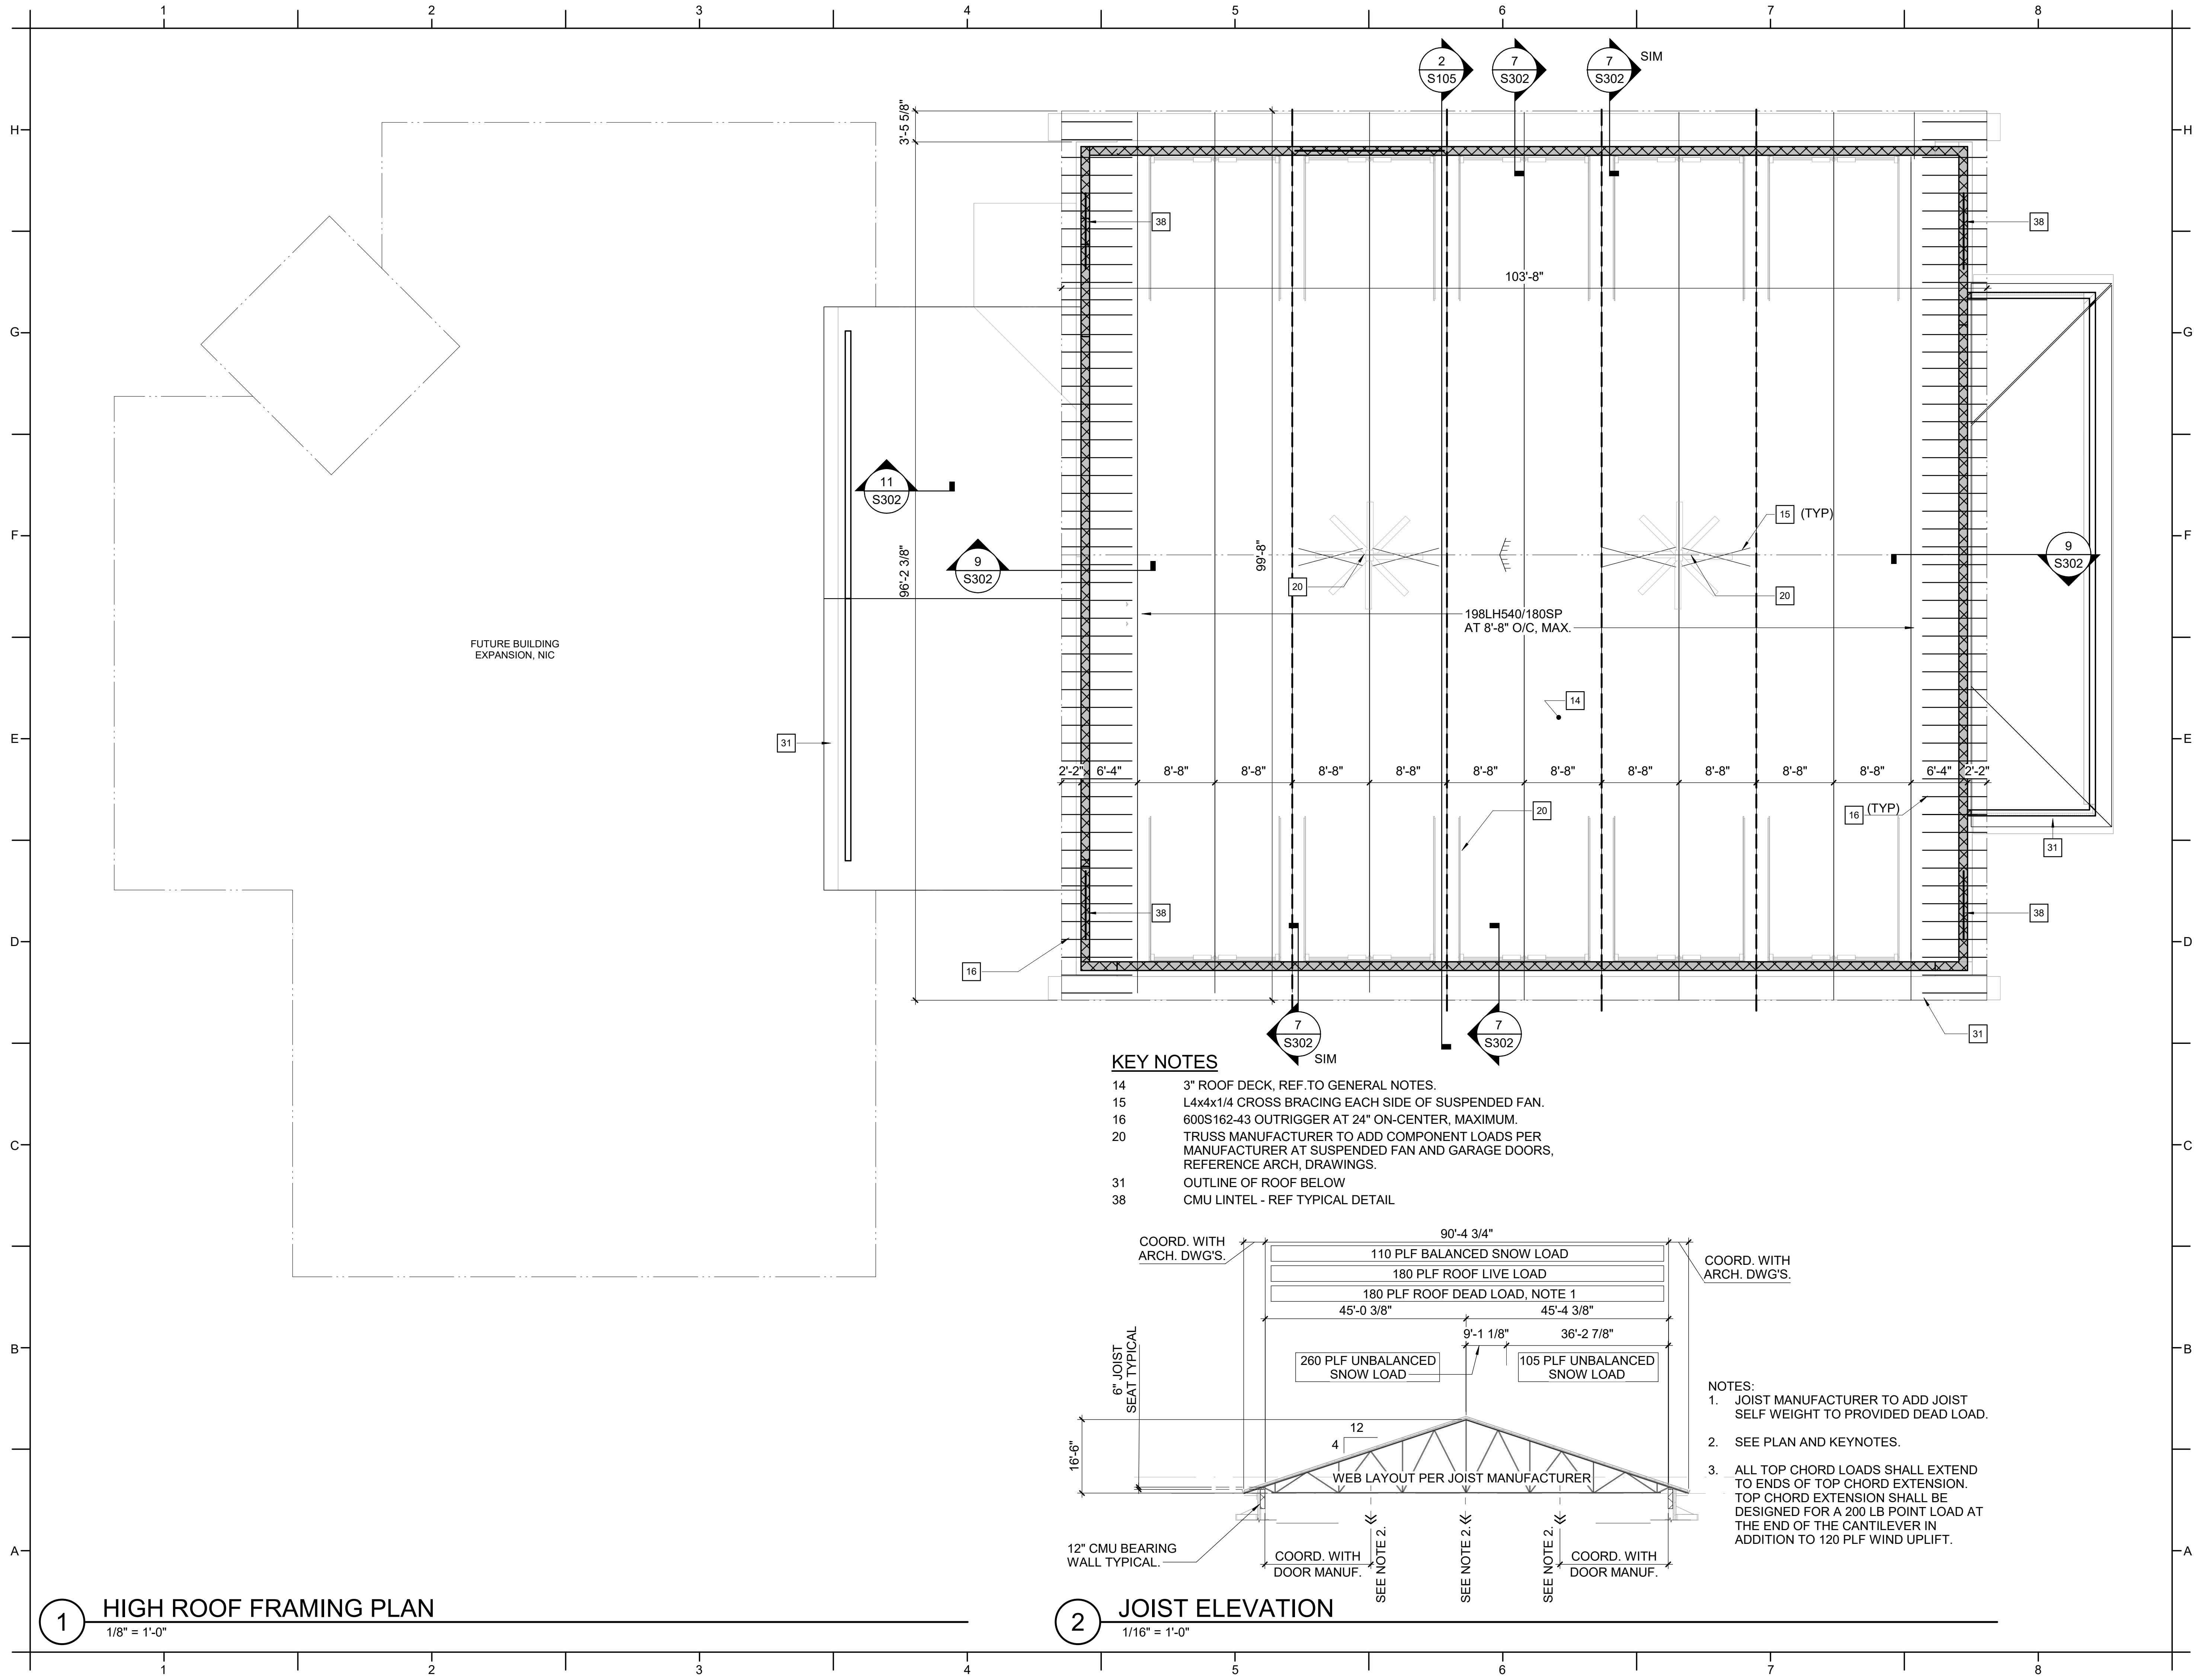 1 2 3 4 5 6 7 8
H
G
F
E
D
C
B
A
H
G
F
E
D
C
B
A
2
S105
7
S302
7
S302
SIM
3'-5 5/8"
96'-2 3/8"
99'-8"
103'-8"
38
38
11
S302
9
S302
9
S302
15 (TYP)
20
20
198LH540/180SP
AT 8'-8" O/C, MAX.
FUTURE BUILDING
EXPANSION, NIC
14
31
2'-2" 6'-4" 8'-8" 8'-8" 8'-8" 8'-8" 8'-8" 8'-8" 8'-8" 8'-8" 8'-8" 8'-8" 6'-4" 2'-2"
20
16 (TYP)
31
38
38
16
31
7
S302
SIM
7
S302
KEY NOTES
14 3" ROOF DECK, REF.TO GENERAL NOTES.
15 L4x4x1/4 CROSS BRACING EACH SIDE OF SUSPENDED FAN.
16 600S162-43 OUTRIGGER AT 24" ON-CENTER, MAXIMUM.
20 TRUSS MANUFACTURER TO ADD COMPONENT LOADS PER
MANUFACTURER AT SUSPENDED FAN AND GARAGE DOORS,
REFERENCE ARCH, DRAWINGS.
31 OUTLINE OF ROOF BELOW
38 CMU LINTEL - REF TYPICAL DETAIL
90'-4 3/4"
COORD. WITH
ARCH. DWG'S.
COORD. WITH
ARCH. DWG'S.
110 PLF BALANCED SNOW LOAD
180 PLF ROOF LIVE LOAD
180 PLF ROOF DEAD LOAD, NOTE 1
45'-0 3/8" 45'-4 3/8"
9'-1 1/8" 36'-2 7/8"
260 PLF UNBALANCED
SNOW LOAD
105 PLF UNBALANCED
SNOW LOAD
6" JOIST
SEAT TYPICAL
16'-6"
12
4
WEB LAYOUT PER JOIST MANUFACTURER
12" CMU BEARING
WALL TYPICAL.
COORD. WITH
DOOR MANUF.
SEE NOTE 2.
SEE NOTE 2.
SEE NOTE 2.
COORD. WITH
DOOR MANUF.
NOTES:
1. JOIST MANUFACTURER TO ADD JOIST
SELF WEIGHT TO PROVIDED DEAD LOAD.
2. SEE PLAN AND KEYNOTES.
3. ALL TOP CHORD LOADS SHALL EXTEND
TO ENDS OF TOP CHORD EXTENSION.
TOP CHORD EXTENSION SHALL BE
DESIGNED FOR A 200 LB POINT LOAD AT
THE END OF THE CANTILEVER IN
ADDITION TO 120 PLF WIND UPLIFT.
1 HIGH ROOF FRAMING PLAN
1/8" = 1'-0"
2 JOIST ELEVATION
1/16" = 1'-0"
1 2 3 4 5 6 7 8